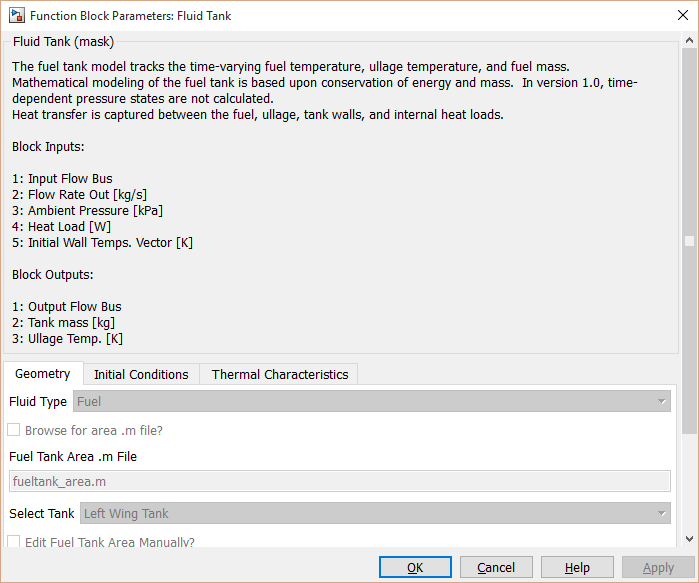 Function Block Parameters: Fluid Tank
Fluid Tank (mask)
The fuel tank model tracks the time-varying fuel temperature, ullage temperature, and fuel mass.
Mathematical modeling of the fuel tank is based upon conservation of energy and mass.  In version 1.0, time-
dependent pressure states are not calculated.
Heat transfer is captured between the fuel, ullage, tank walls, and internal heat loads.
Block Inputs:
1: Input Flow Bus
2: Flow Rate Out [kg/s]
3: Ambient Pressure [kPa]
4: Heat Load [W]
5: Initial Wall Temps. Vector [K]
Block Outputs:
1: Output Flow Bus
2: Tank mass [kg]
3: Ullage Temp. [K]
Geometry Initial Conditions Thermal Characteristics
Fluid Type Fuel
Browse for area .m file?
Fuel Tank Area .m File
fueltank_area.m
Select Tank Left Wing Tank
Edit Fuel Tank Area Manually?
OK Cancel Help Apply